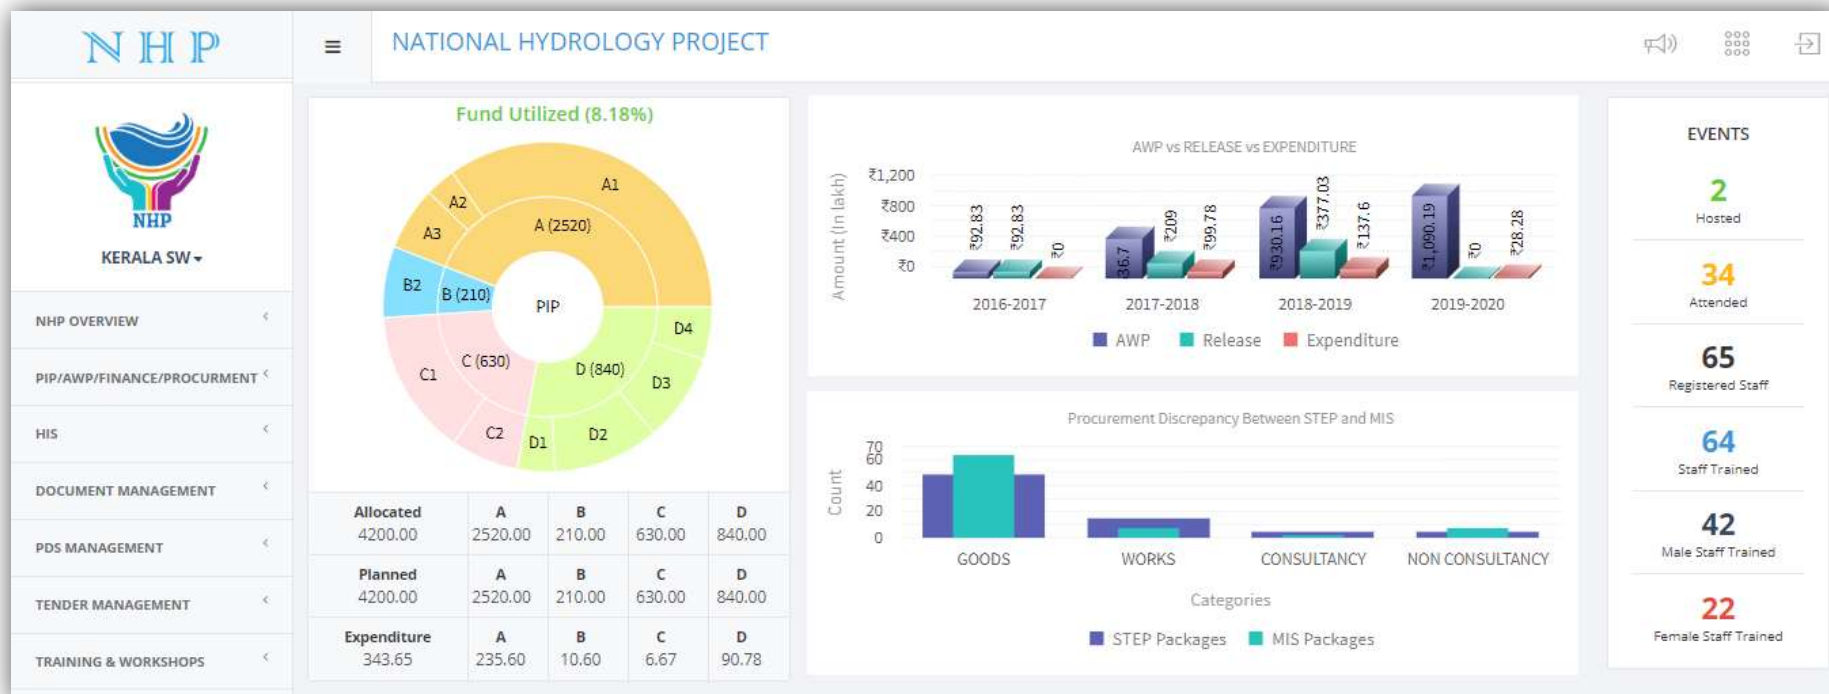 NHP
NATIONAL HYDROLOGY PROJECT
NHP
KERALA SW
NHP OVERVIEW
PIP/AWP/FINANCE/PROCURMENT
HIS
DOCUMENT MANAGEMENT
PDS MANAGEMENT
TENDER MANAGEMENT
TRAINING & WORKSHOPS
Fund Utilized (8.18%)
A1
A2
A3
A (2520)
B2
B (210)
PIP
C1
C (630)
C2
D (840)
D1
D2
D3
D4
Allocated A B C D
4200.00 2520.00 210.00 630.00 840.00
Planned A B C D
4200.00 2520.00 210.00 630.00 840.00
Expenditure A B C D
343.65 235.60 10.60 6.67 90.78
AWP vs RELEASE vs EXPENDITURE
Amount (In lakh)
₹1,200
₹800
₹400
₹0
₹92.83 ₹92.83 ₹0
36.7 ₹209 ₹99.78
₹930.16 ₹377.03 ₹137.6
₹1,090.19 ₹0 ₹28.28
2016-2017 2017-2018 2018-2019 2019-2020
AWP Release Expenditure
Procurement Discrepancy Between STEP and MIS
Count
70
60
40
20
0
GOODS WORKS CONSULTANCY NON CONSULTANCY
Categories
STEP Packages MIS Packages
EVENTS
2
Hosted
34
Attended
65
Registered Staff
64
Staff Trained
42
Male Staff Trained
22
Female Staff Trained